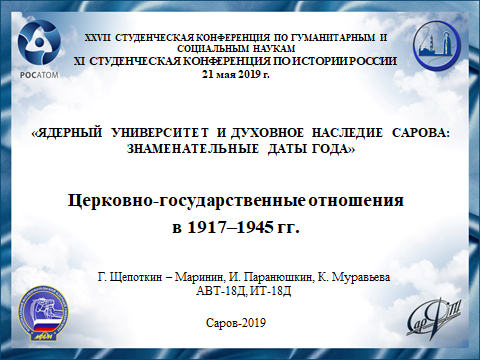 XXVII СТУДЕНЧЕСКАЯ КОНФЕРЕНЦИЯ ПО ГУМАНИТАРНЫМ И
СОЦИАЛЬНЫМ НАУКАМ
XI СТУДЕНЧЕСКАЯ КОНФЕРЕНЦИЯ ПО ИСТОРИИ РОССИИ
21 мая 2019 г.
РОСАТОМ
«ЯДЕРНЫЙ УНИВЕРСИТЕТ И ДУХОВНОЕ НАСЛЕДИЕ САРОВА:
ЗНАМЕНАТЕЛЬНЫЕ ДАТЫ ГОДА»
Церковно-государственные отношения
в 1917–1945 гг.
Г. Щепоткин – Маринин, И. Паранюшкин, К. Муравьева
АВТ-18Д, ИТ-18Д
Саров-2019
СарФТИ